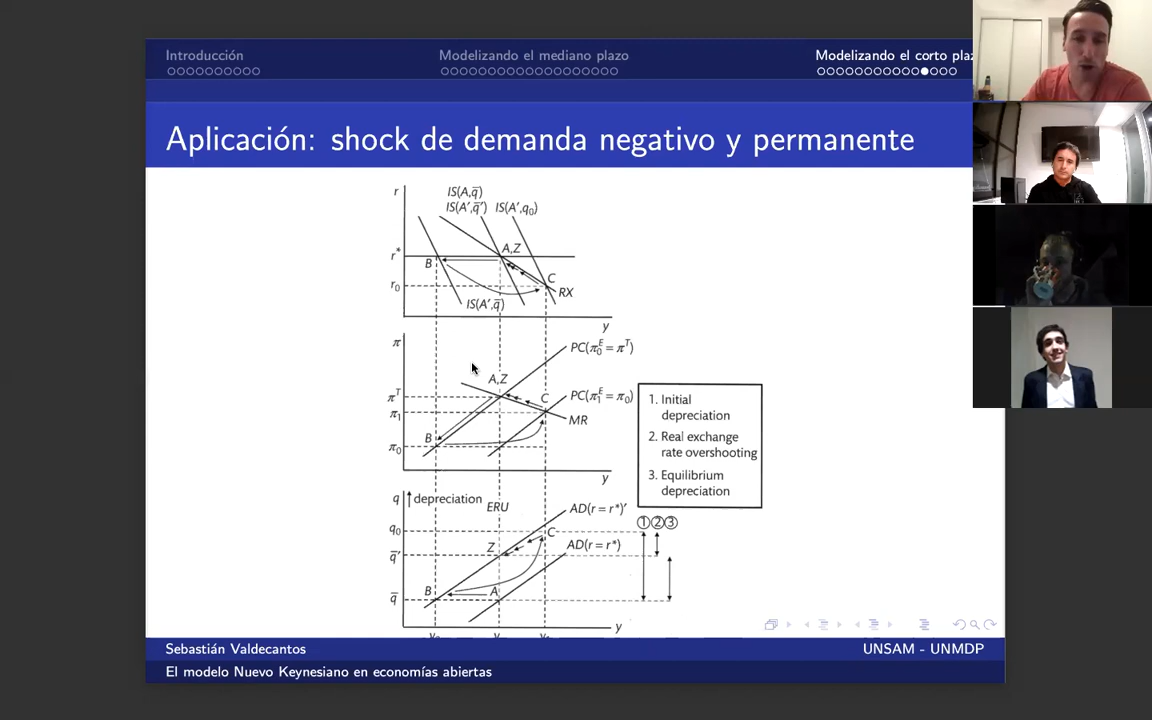 Introducción
Modelizando el mediano plazo
Modelizando el corto plaz
Aplicación: shock de demanda negativo y permanente
r
IS(A,q̅)
IS(A′,q̅′) IS(A′,q₀)
A,Z
r*
B
C
r₀
RX
IS(A′,q̅)
y
π
PC(π₀ᴱ = πᵀ)
A,Z
πᵀ
C
PC(π₁ᴱ = π₀)
π₁
MR
B
π₀
y
1. Initial
depreciation
2. Real exchange
rate overshooting
3. Equilibrium
depreciation
q ↑ depreciation ERU
AD(r = r*)′
q₀
C
①②③
Z
AD(r = r*)
q̅′
B
A
q̅
y
Sebastián Valdecantos
UNSAM - UNMDP
El modelo Nuevo Keynesiano en economías abiertas